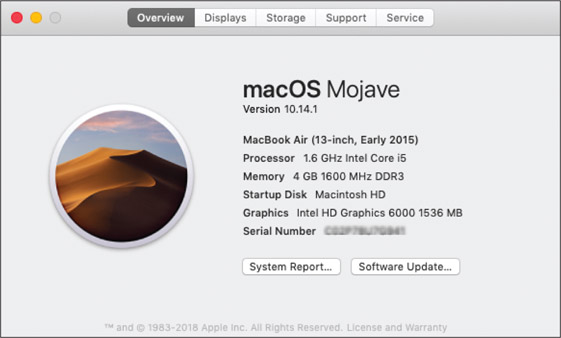 Overview Displays Storage Support Service
macOS Mojave
Version 10.14.1
MacBook Air (13-inch, Early 2015)
Processor 1.6 GHz Intel Core i5
Memory 4 GB 1600 MHz DDR3
Startup Disk Macintosh HD
Graphics Intel HD Graphics 6000 1536 MB
Serial Number
System Report... Software Update...
™ and © 1983-2018 Apple Inc. All Rights Reserved. License and Warranty